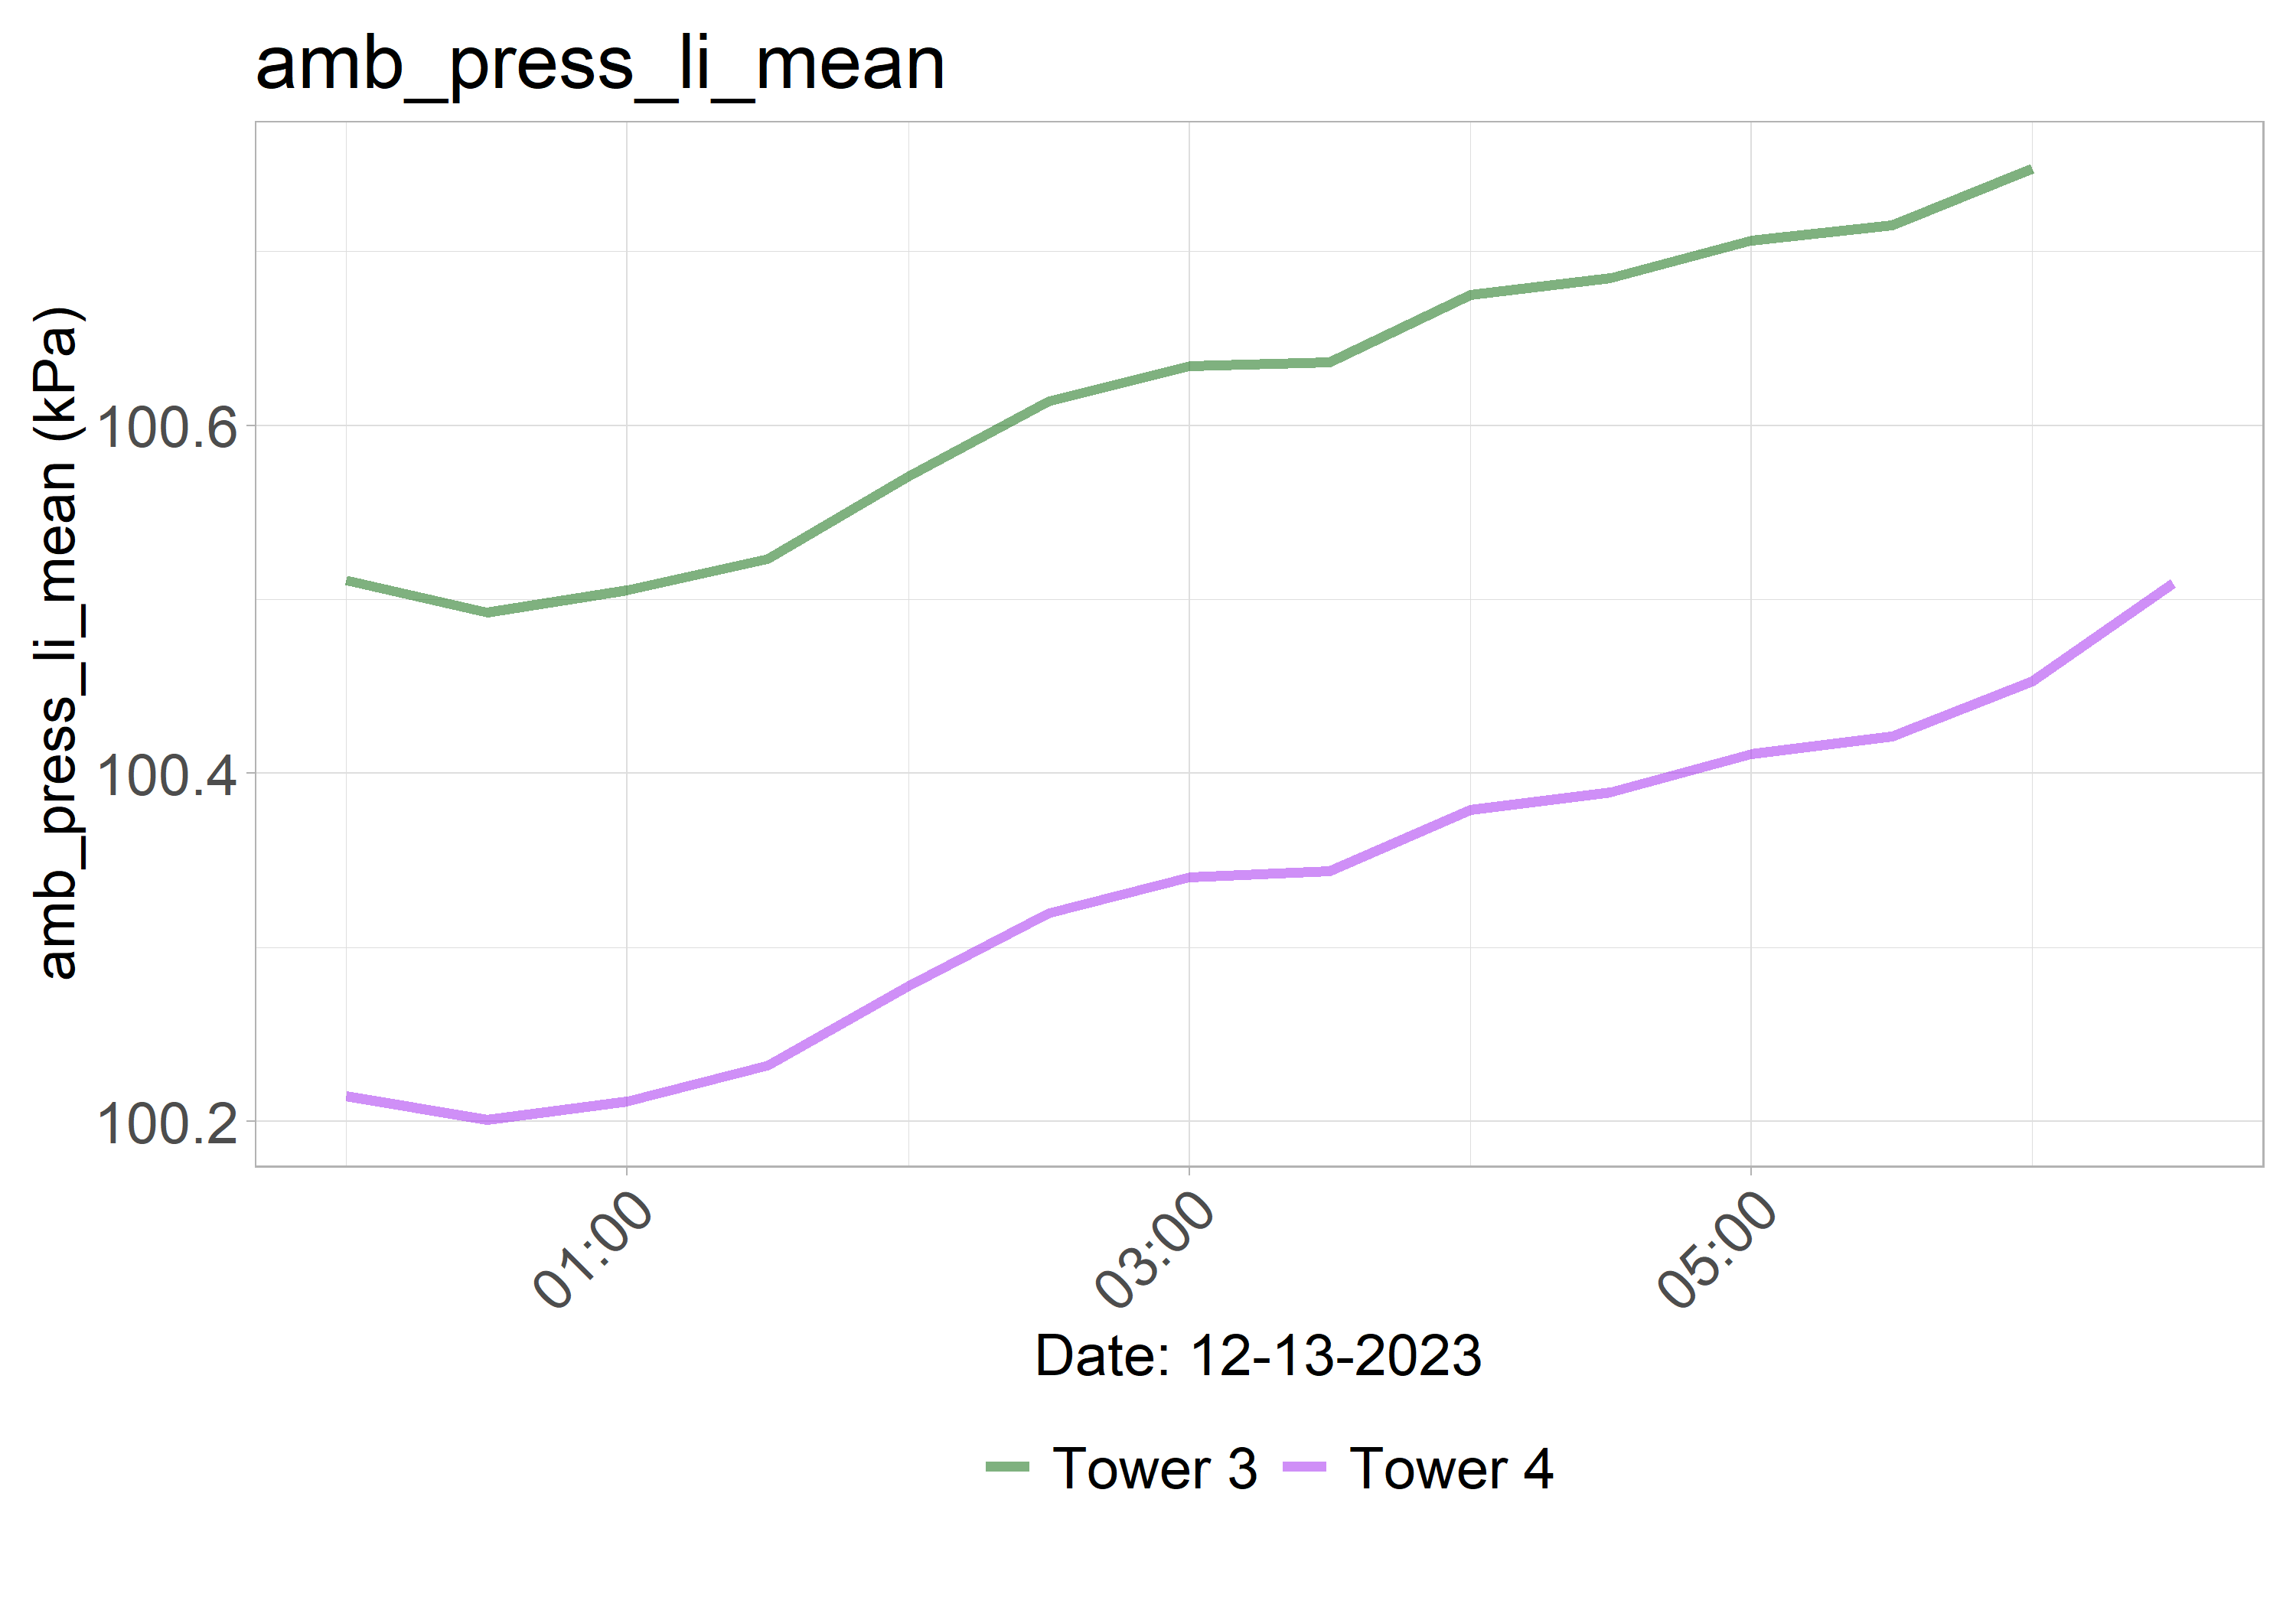 amb_press_li_mean
amb_press_li_mean (kPa)
100.6
100.4
100.2
01:00 03:00 05:00
Date: 12-13-2023
Tower 3 Tower 4